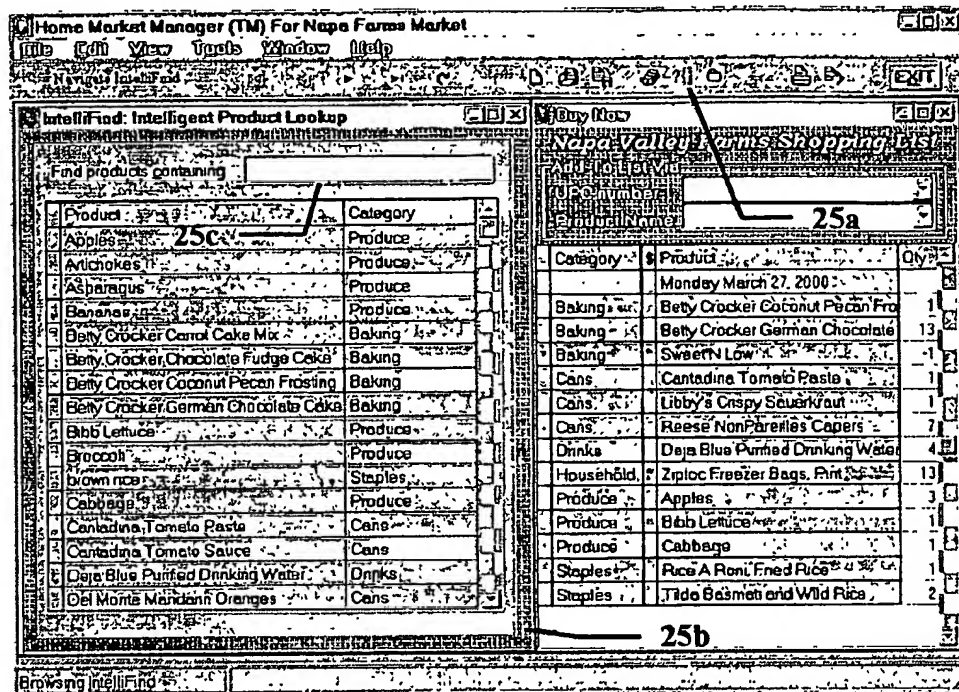 Home Market Manager (TM) For Napa Farms Market
File Edit View Tools Window Help
Navigate IntelliFind
EXIT
IntelliFind: Intelligent Product Lookup
Find products containing
25c
Product Category
Apples Produce
Artichokes Produce
Asparagus Produce
Bananas Produce
Betty Crocker Carrot Cake Mix Baking
Betty Crocker Chocolate Fudge Cake Baking
Betty Crocker Coconut Pecan Frosting Baking
Betty Crocker German Chocolate Cake Baking
Bibb Lettuce Produce
Broccoli Produce
brown rice Staples
Cabbage Produce
Cantadina Tomato Paste Cans
Cantadina Tomato Sauce Cans
Deja Blue Purified Drinking Water Drinks
Del Monte Mandarin Oranges Cans
Buy Now
Napa Valley Farms Shopping List
Add To List Via
UPC number
Product Name
25a
Category $ Product Qty
Monday March 27, 2000
Baking Betty Crocker Coconut Pecan Fro 1
Baking Betty Crocker German Chocolate 13
Baking Sweet'N Low 1
Cans Cantadina Tomato Paste 1
Cans Libby's Crispy Sauerkraut 1
Cans Reese NonPareilles Capers 7
Drinks Deja Blue Purified Drinking Water 4
Household Ziploc Freezer Bags, Pint 13
Produce Apples 3
Produce Bibb Lettuce 1
Produce Cabbage 1
Staples Rice A Roni, Fried Rice 1
Staples Tilda Basmati and Wild Rice 2
25b
Browsing IntelliFind